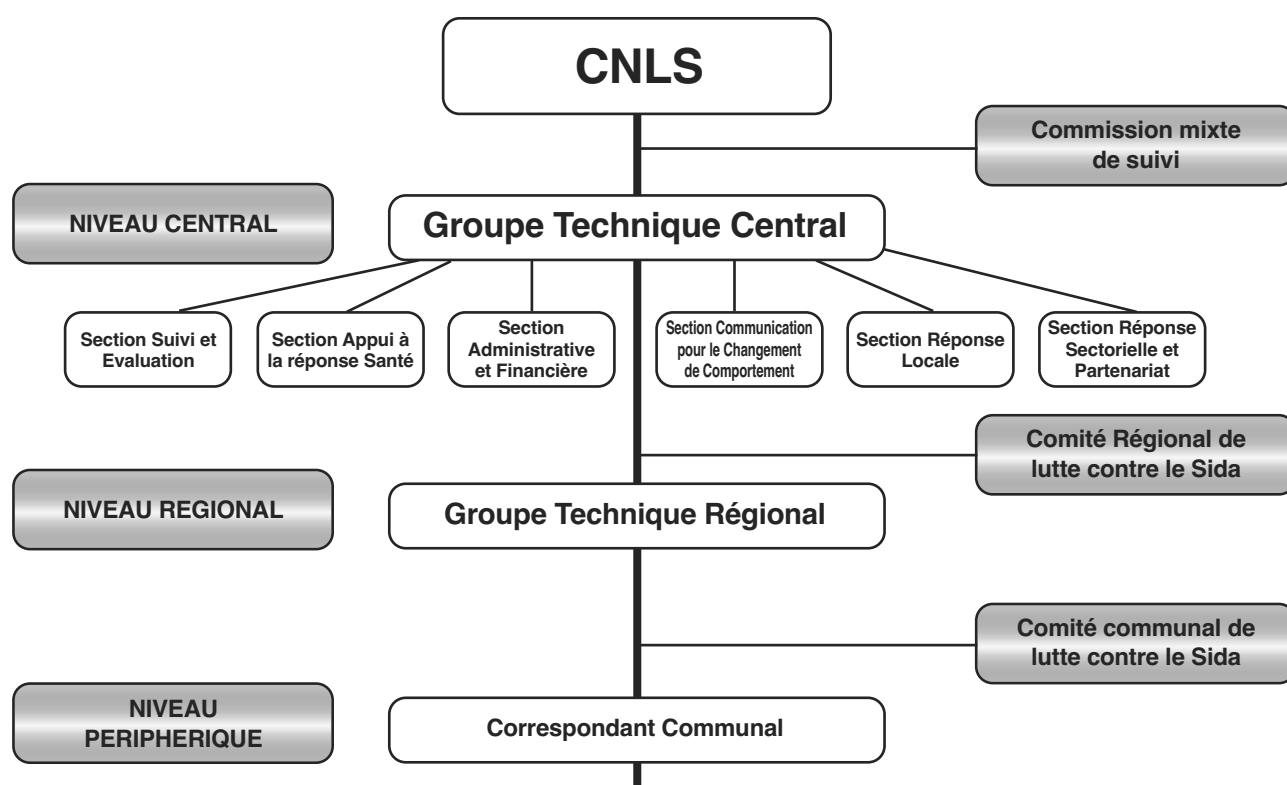 CNLS
Commission mixte
de suivi
NIVEAU CENTRAL
Groupe Technique Central
Section Suivi et
Evaluation
Section Appui à
la réponse Santé
Section
Administrative
et Financière
Section Communication
pour le Changement
de Comportement
Section Réponse
Locale
Section Réponse
Sectorielle et
Partenariat
Comité Régional de
lutte contre le Sida
NIVEAU REGIONAL
Groupe Technique Régional
Comité communal de
lutte contre le Sida
NIVEAU
PERIPHERIQUE
Correspondant Communal